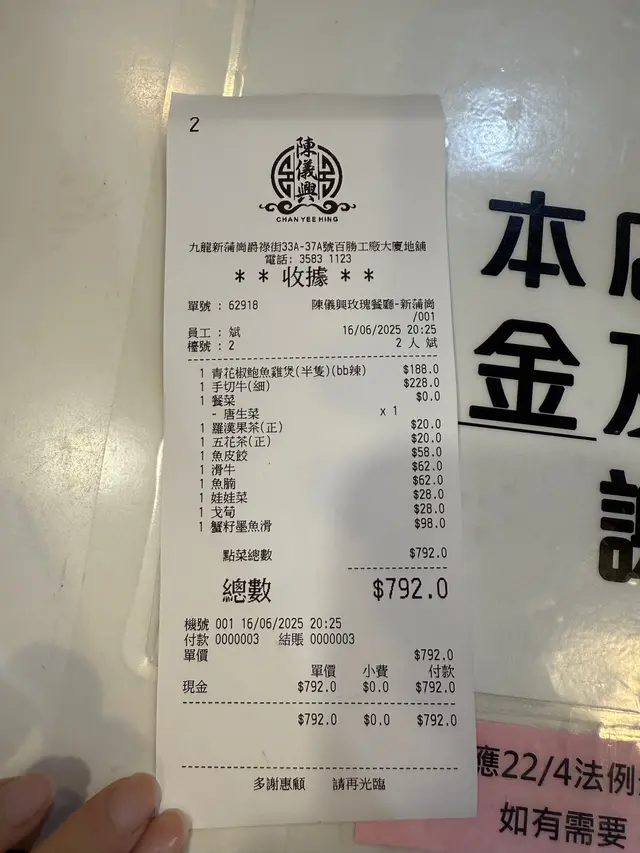 2
陳儀興
CHAN YEE HING
九龍新蒲崗爵祿街33A-37A號百勝工廠大廈地舖
電話: 3583 1123
* * 收據 * *
單號 : 62918 陳儀興玫瑰餐廳-新蒲崗
/001
員工 : 斌 16/06/2025 20:25
檯號 : 2 2 人 斌
1 青花椒鮑魚雞煲(半隻)(bb辣) $188.0
1 手切牛(細) $228.0
1 餐菜 $0.0
- 唐生菜 x 1
1 羅漢果茶(正) $20.0
1 五花茶(正) $20.0
1 魚皮餃 $58.0
1 滑牛 $62.0
1 魚腩 $62.0
1 娃娃菜 $28.0
1 戈荀 $28.0
1 蟹籽墨魚滑 $98.0
點菜總數 $792.0
總數 $792.0
機號 001 16/06/2025 20:25
付款 0000003 結賬 0000003
單價 $792.0
單價 小費 付款
現金 $792.0 $0.0 $792.0
$792.0 $0.0 $792.0
多謝惠顧 請再光臨
本
金
應22/4法例
如有需要